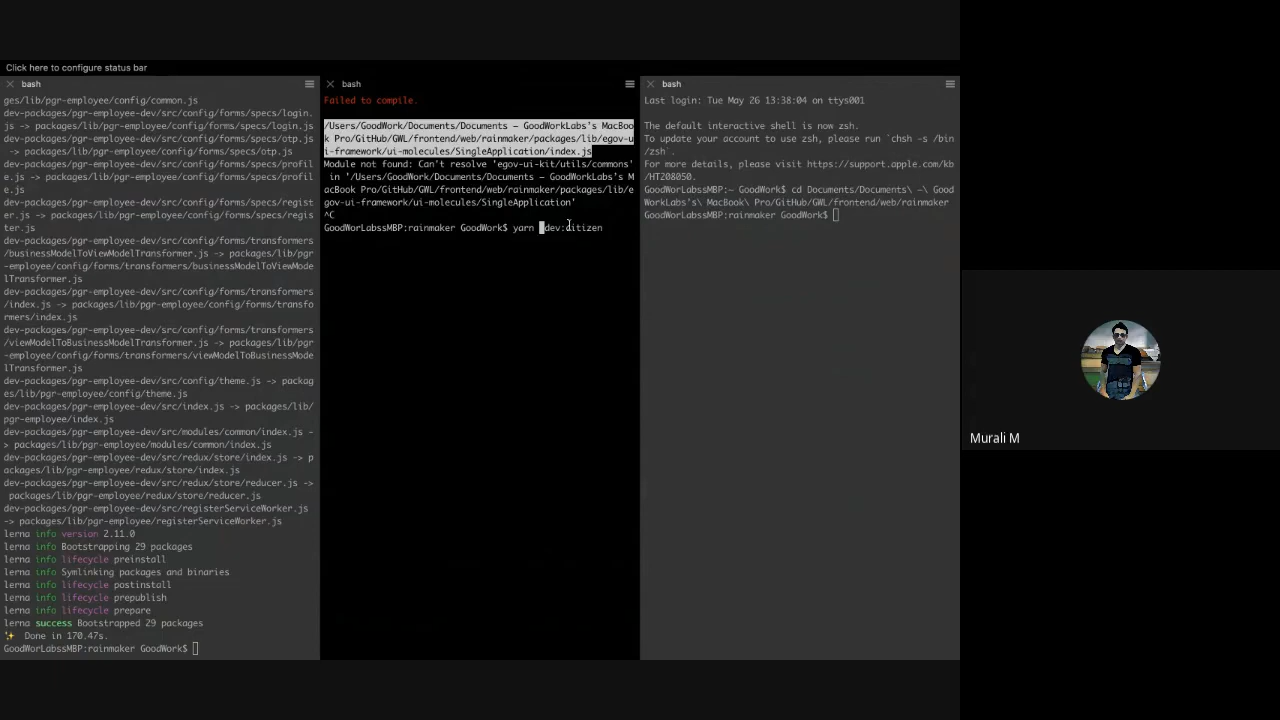 Click here to configure status bar
bash
ges/lib/pgr-employee/config/common.js
dev-packages/pgr-employee-dev/src/config/forms/specs/login.
js -> packages/lib/pgr-employee/config/forms/specs/login.js
dev-packages/pgr-employee-dev/src/config/forms/specs/otp.js
-> packages/lib/pgr-employee/config/forms/specs/otp.js
dev-packages/pgr-employee-dev/src/config/forms/specs/profil
e.js -> packages/lib/pgr-employee/config/forms/specs/profil
e.js
dev-packages/pgr-employee-dev/src/config/forms/specs/regist
er.js -> packages/lib/pgr-employee/config/forms/specs/regis
ter.js
dev-packages/pgr-employee-dev/src/config/forms/transformers
/businessModelToViewModelTransformer.js -> packages/lib/pgr
-employee/config/forms/transformers/businessModelToViewMode
lTransformer.js
dev-packages/pgr-employee-dev/src/config/forms/transformers
/index.js -> packages/lib/pgr-employee/config/forms/transfo
rmers/index.js
dev-packages/pgr-employee-dev/src/config/forms/transformers
/viewModelToBusinessModelTransformer.js -> packages/lib/pgr
-employee/config/forms/transformers/viewModelToBusinessMode
lTransformer.js
dev-packages/pgr-employee-dev/src/config/theme.js -> packag
es/lib/pgr-employee/config/theme.js
dev-packages/pgr-employee-dev/src/index.js -> packages/lib/
pgr-employee/index.js
dev-packages/pgr-employee-dev/src/modules/common/index.js -
> packages/lib/pgr-employee/modules/common/index.js
dev-packages/pgr-employee-dev/src/redux/store/index.js -> p
ackages/lib/pgr-employee/redux/store/index.js
dev-packages/pgr-employee-dev/src/redux/store/reducer.js ->
packages/lib/pgr-employee/redux/store/reducer.js
dev-packages/pgr-employee-dev/src/registerServiceWorker.js
-> packages/lib/pgr-employee/registerServiceWorker.js
lerna info version 2.11.0
lerna info Bootstrapping 29 packages
lerna info lifecycle preinstall
lerna info Symlinking packages and binaries
lerna info lifecycle postinstall
lerna info lifecycle prepublish
lerna info lifecycle prepare
lerna success Bootstrapped 29 packages
✨ Done in 170.47s.
GoodWorLabssMBP:rainmaker GoodWork$
bash
Failed to compile.
/Users/GoodWork/Documents/Documents – GoodWorkLabs’s MacBoo
k Pro/GitHub/GWL/frontend/web/rainmaker/packages/lib/egov-u
i-framework/ui-molecules/SingleApplication/index.js
Module not found: Can't resolve 'egov-ui-kit/utils/commons'
in '/Users/GoodWork/Documents/Documents – GoodWorkLabs’s M
acBook Pro/GitHub/GWL/frontend/web/rainmaker/packages/lib/e
gov-ui-framework/ui-molecules/SingleApplication'
^C
GoodWorLabssMBP:rainmaker GoodWork$ yarn dev:citizen
bash
Last login: Tue May 26 13:38:04 on ttys001
The default interactive shell is now zsh.
To update your account to use zsh, please run `chsh -s /bin
/zsh`.
For more details, please visit https://support.apple.com/kb
/HT208050.
GoodWorLabssMBP:~ GoodWork$ cd Documents/Documents\ –\ GoodW
WorkLabs’s\ MacBook\ Pro/GitHub/GWL/frontend/web/rainmaker
GoodWorLabssMBP:rainmaker GoodWork$
Murali M